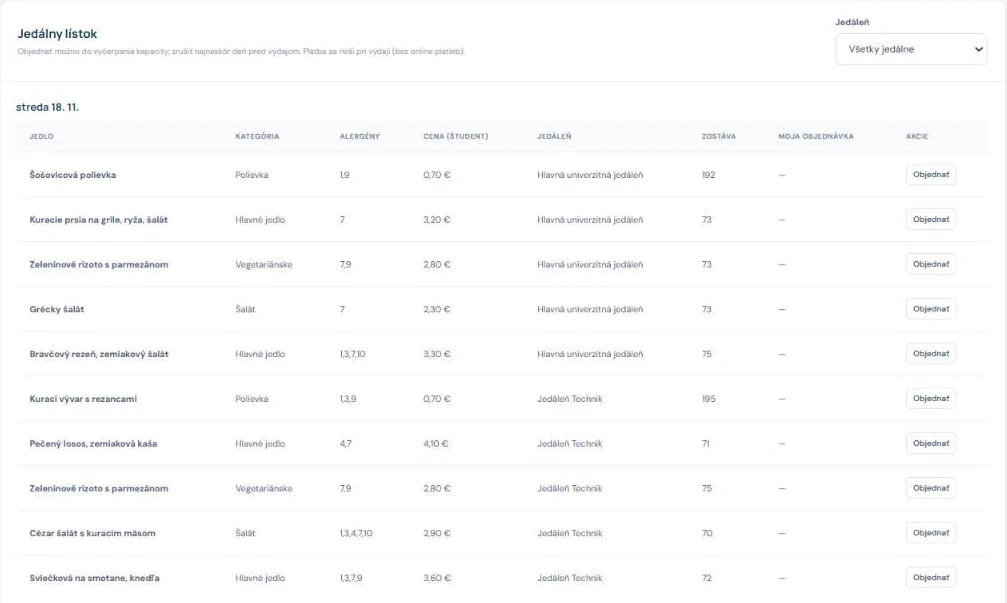 Jedálny lístok
Objednať možno do vyčerpania kapacity; zrušiť najneskôr deň pred výdajom. Platba sa rieši pri výdaji (bez online platieb).
Jedáleň
Všetky jedálne
streda 18. 11.
JEDLO KATEGÓRIA ALERGÉNY CENA (ŠTUDENT) JEDÁLEŇ ZOSTÁVA MOJA OBJEDNÁVKA AKCIE
Šošovicová polievka Polievka 1,9 0,70 € Hlavná univerzitná jedáleň 192 — Objednať
Kuracie prsia na grile, ryža, šalát Hlavné jedlo 7 3,20 € Hlavná univerzitná jedáleň 73 — Objednať
Zeleninové rizoto s parmezánom Vegetariánske 7,9 2,80 € Hlavná univerzitná jedáleň 73 — Objednať
Grécky šalát Šalát 7 2,30 € Hlavná univerzitná jedáleň 73 — Objednať
Bravčový rezeň, zemiakový šalát Hlavné jedlo 1,3,7,10 3,30 € Hlavná univerzitná jedáleň 75 — Objednať
Kurací vývar s rezancami Polievka 1,3,9 0,70 € Jedáleň Technik 195 — Objednať
Pečený losos, zemiaková kaša Hlavné jedlo 4,7 4,10 € Jedáleň Technik 71 — Objednať
Zeleninové rizoto s parmezánom Vegetariánske 7,9 2,80 € Jedáleň Technik 75 — Objednať
Cézar šalát s kuracím mäsom Šalát 1,3,4,7,10 2,90 € Jedáleň Technik 70 — Objednať
Sviečková na smotane, knedľa Hlavné jedlo 1,3,7,9 3,60 € Jedáleň Technik 72 — Objednať